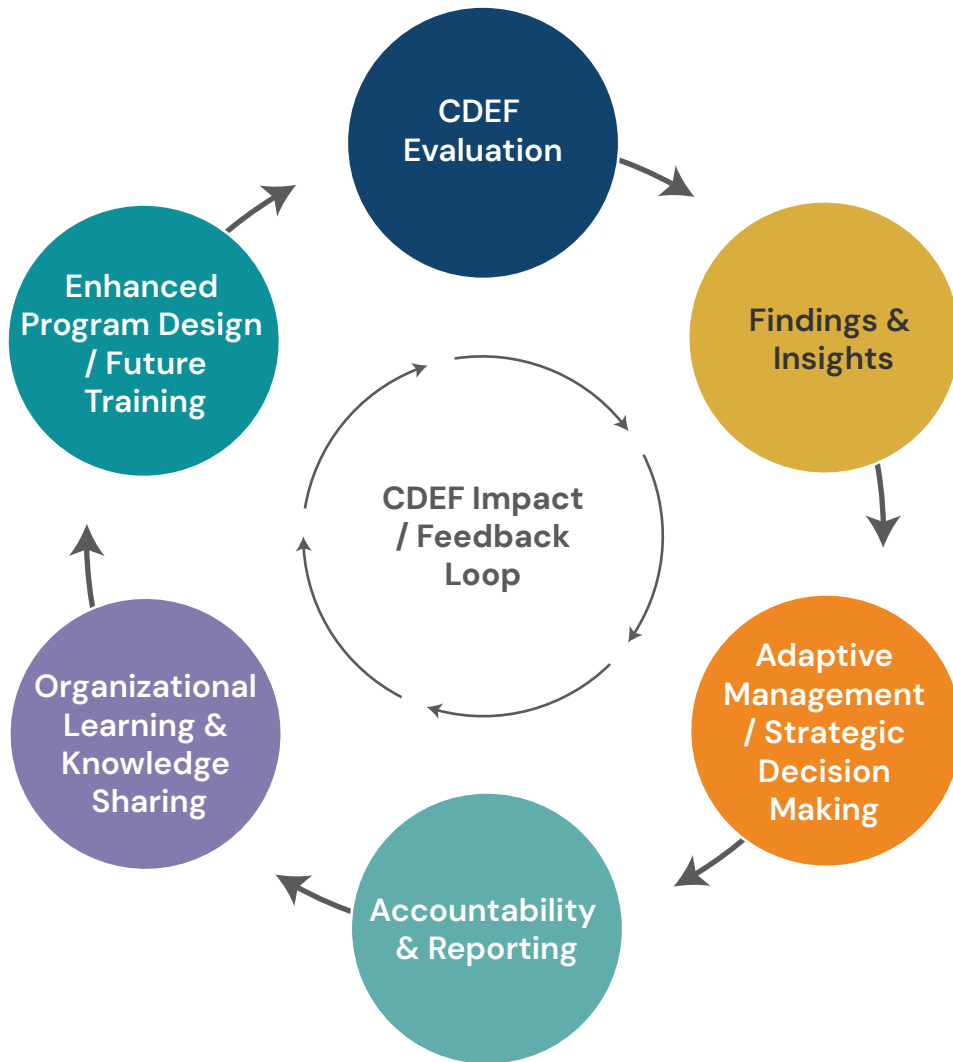 CDEF
Evaluation
Findings &
Insights
Adaptive
Management
/ Strategic
Decision
Making
Accountability
& Reporting
Organizational
Learning &
Knowledge
Sharing
Enhanced
Program Design
/ Future
Training
CDEF Impact
/ Feedback
Loop